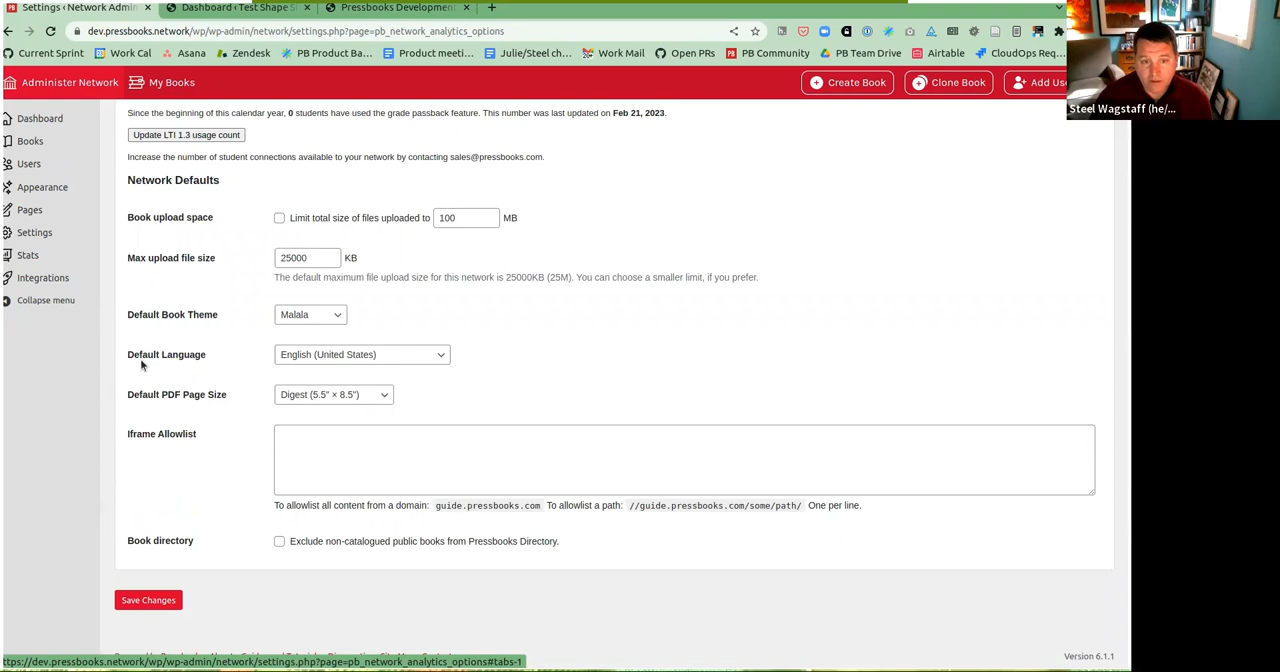 Settings ‹ Network Admin
Dashboard ‹ Test Shape S
Pressbooks Development
dev.pressbooks.network/wp/wp-admin/network/settings.php?page=pb_network_analytics_options
Current Sprint
Work Cal
Asana
Zendesk
PB Product Ba...
Product meeti...
Julie/Steel ch...
Work Mail
Open PRs
PB Community
PB Team Drive
Airtable
CloudOps Req...
Administer Network
My Books
Create Book
Clone Book
Add Use
Steel Wagstaff (he/...
Dashboard
Books
Users
Appearance
Pages
Settings
Stats
Integrations
Collapse menu
Since the beginning of this calendar year, 0 students have used the grade passback feature. This number was last updated on Feb 21, 2023.
Update LTI 1.3 usage count
Increase the number of student connections available to your network by contacting sales@pressbooks.com.
Network Defaults
Book upload space
Limit total size of files uploaded to 100 MB
Max upload file size
25000 KB
The default maximum file upload size for this network is 25000KB (25M). You can choose a smaller limit, if you prefer.
Default Book Theme
Malala
Default Language
English (United States)
Default PDF Page Size
Digest (5.5" × 8.5")
Iframe Allowlist
To allowlist all content from a domain: guide.pressbooks.com To allowlist a path: //guide.pressbooks.com/some/path/ One per line.
Book directory
Exclude non-catalogued public books from Pressbooks Directory.
Save Changes
Version 6.1.1
ttps://dev.pressbooks.network/wp/wp-admin/network/settings.php?page=pb_network_analytics_options#tabs-1